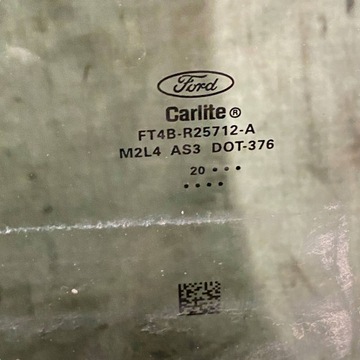 Ford
Carlite®
FT4B-R25712-A
M2L4 AS3 DOT-376
20 • • •
• • • •